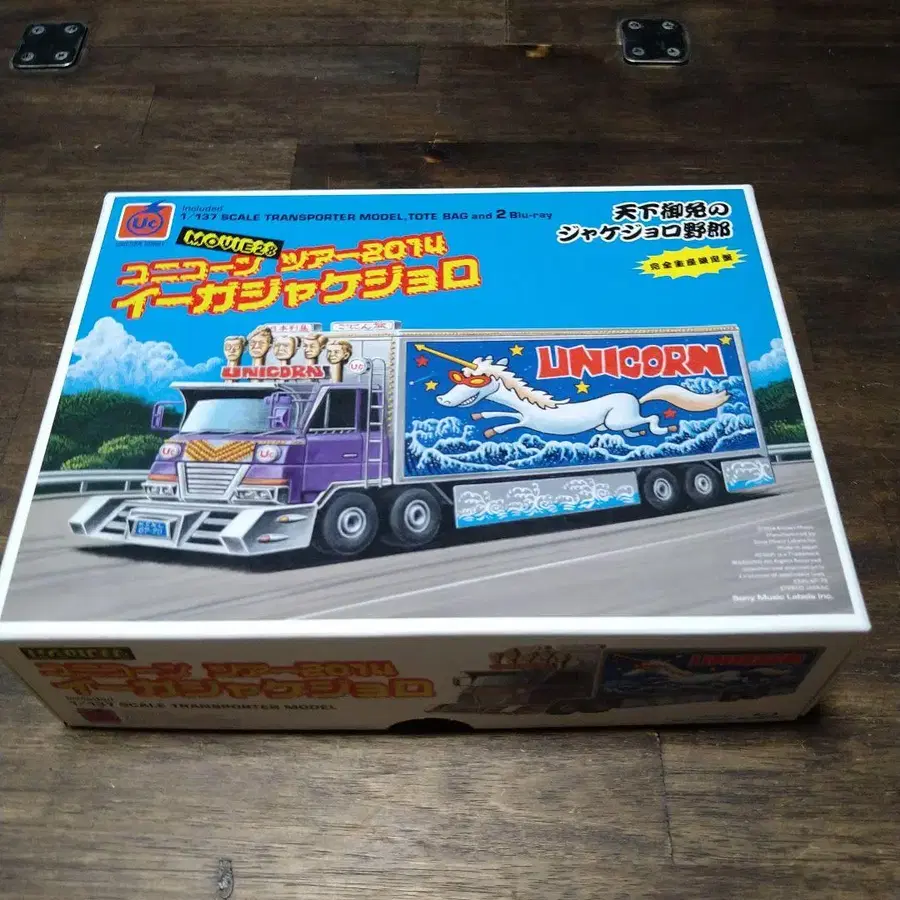 Uc
Included
1/137 SCALE TRANSPORTER MODEL, TOTE BAG and 2 Blu-ray
天下御免の
ジャケジョロ野郎
完全生産限定盤
MOVIE28
ユニコーン ツアー2014
イーガジャケジョロ
UNICORN
Uc
UNICORN
Uc
Uc
Sony Music Labels Inc.
MOVIE28
ユニコーン ツアー2014
イーガジャケジョロ
1/137 SCALE TRANSPORTER MODEL
UNICORN